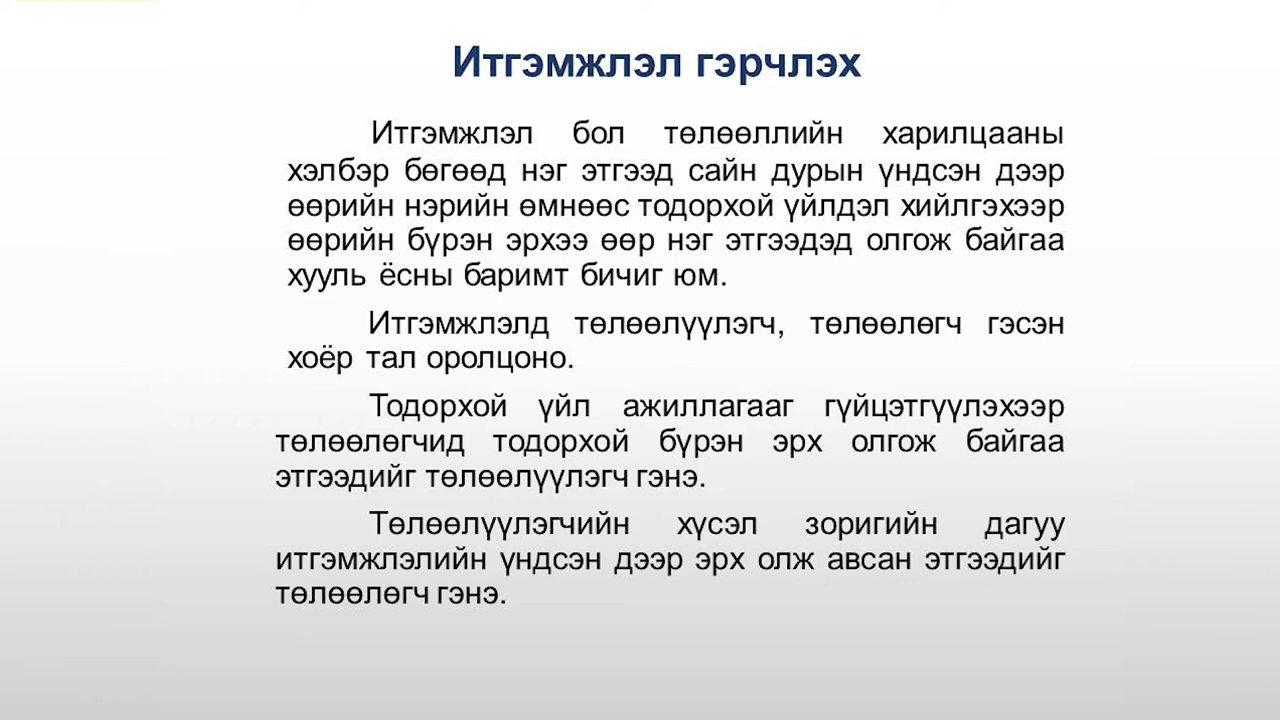 Итгэмжлэл гэрчлэх
Итгэмжлэл бол төлөөллийн харилцааны
хэлбэр бөгөөд нэг этгээд сайн дурын үндсэн дээр
өөрийн нэрийн өмнөөс тодорхой үйлдэл хийлгэхээр
өөрийн бүрэн эрхээ өөр нэг этгээдэд олгож байгаа
хууль ёсны баримт бичиг юм.
Итгэмжлэлд төлөөлүүлэгч, төлөөлөгч гэсэн
хоёр тал оролцоно.
Тодорхой үйл ажиллагааг гүйцэтгүүлэхээр
төлөөлөгчид тодорхой бүрэн эрх олгож байгаа
этгээдийг төлөөлүүлэгч гэнэ.
Төлөөлүүлэгчийн хүсэл зоригийн дагуу
итгэмжлэлийн үндсэн дээр эрх олж авсан этгээдийг
төлөөлөгч гэнэ.